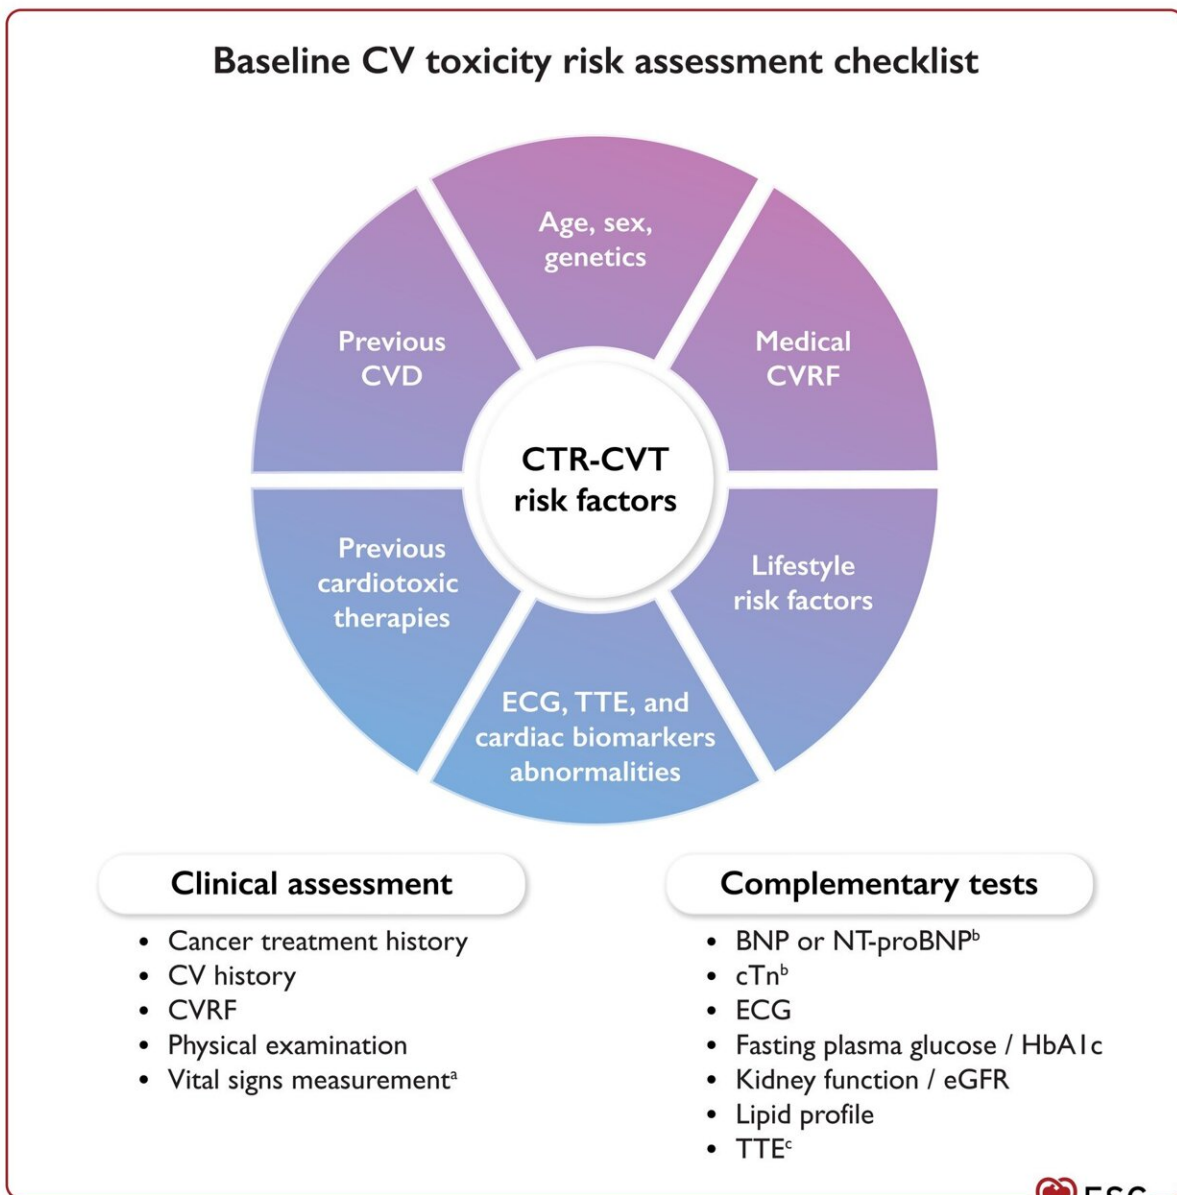 Baseline CV toxicity risk assessment checklist
Age, sex,
genetics
Previous
CVD
Medical
CVRF
CTR-CVT
risk factors
Previous
cardiotoxic
therapies
Lifestyle
risk factors
ECG, TTE, and
cardiac biomarkers
abnormalities
Clinical assessment
• Cancer treatment history
• CV history
• CVRF
• Physical examination
• Vital signs measurementᵃ
Complementary tests
• BNP or NT-proBNPᵇ
• cTnᵇ
• ECG
• Fasting plasma glucose / HbA1c
• Kidney function / eGFR
• Lipid profile
• TTEᶜ
ESC